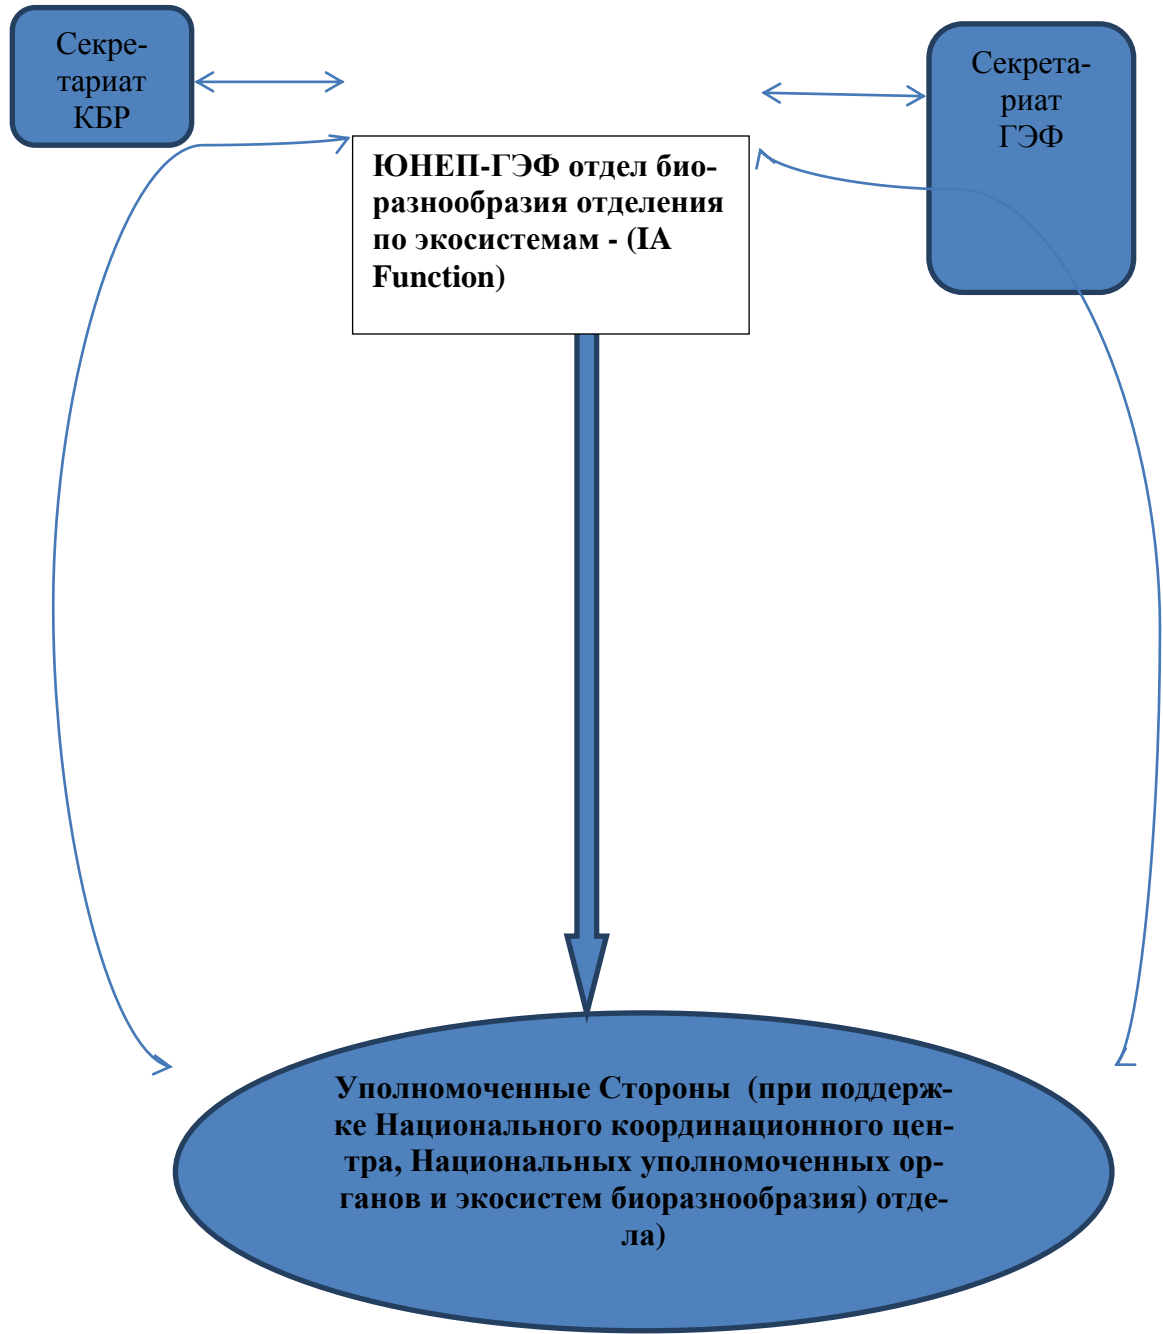 Секре-
тариат
КБР
Секрета-
риат
ГЭФ
ЮНЕП-ГЭФ отдел био-
разнообразия отделения
по экосистемам - (IA
Function)
Уполномоченные Стороны (при поддерж-
ке Национального координационного цен-
тра, Национальных уполномоченных ор-
ганов и экосистем биоразнообразия) отде-
ла)